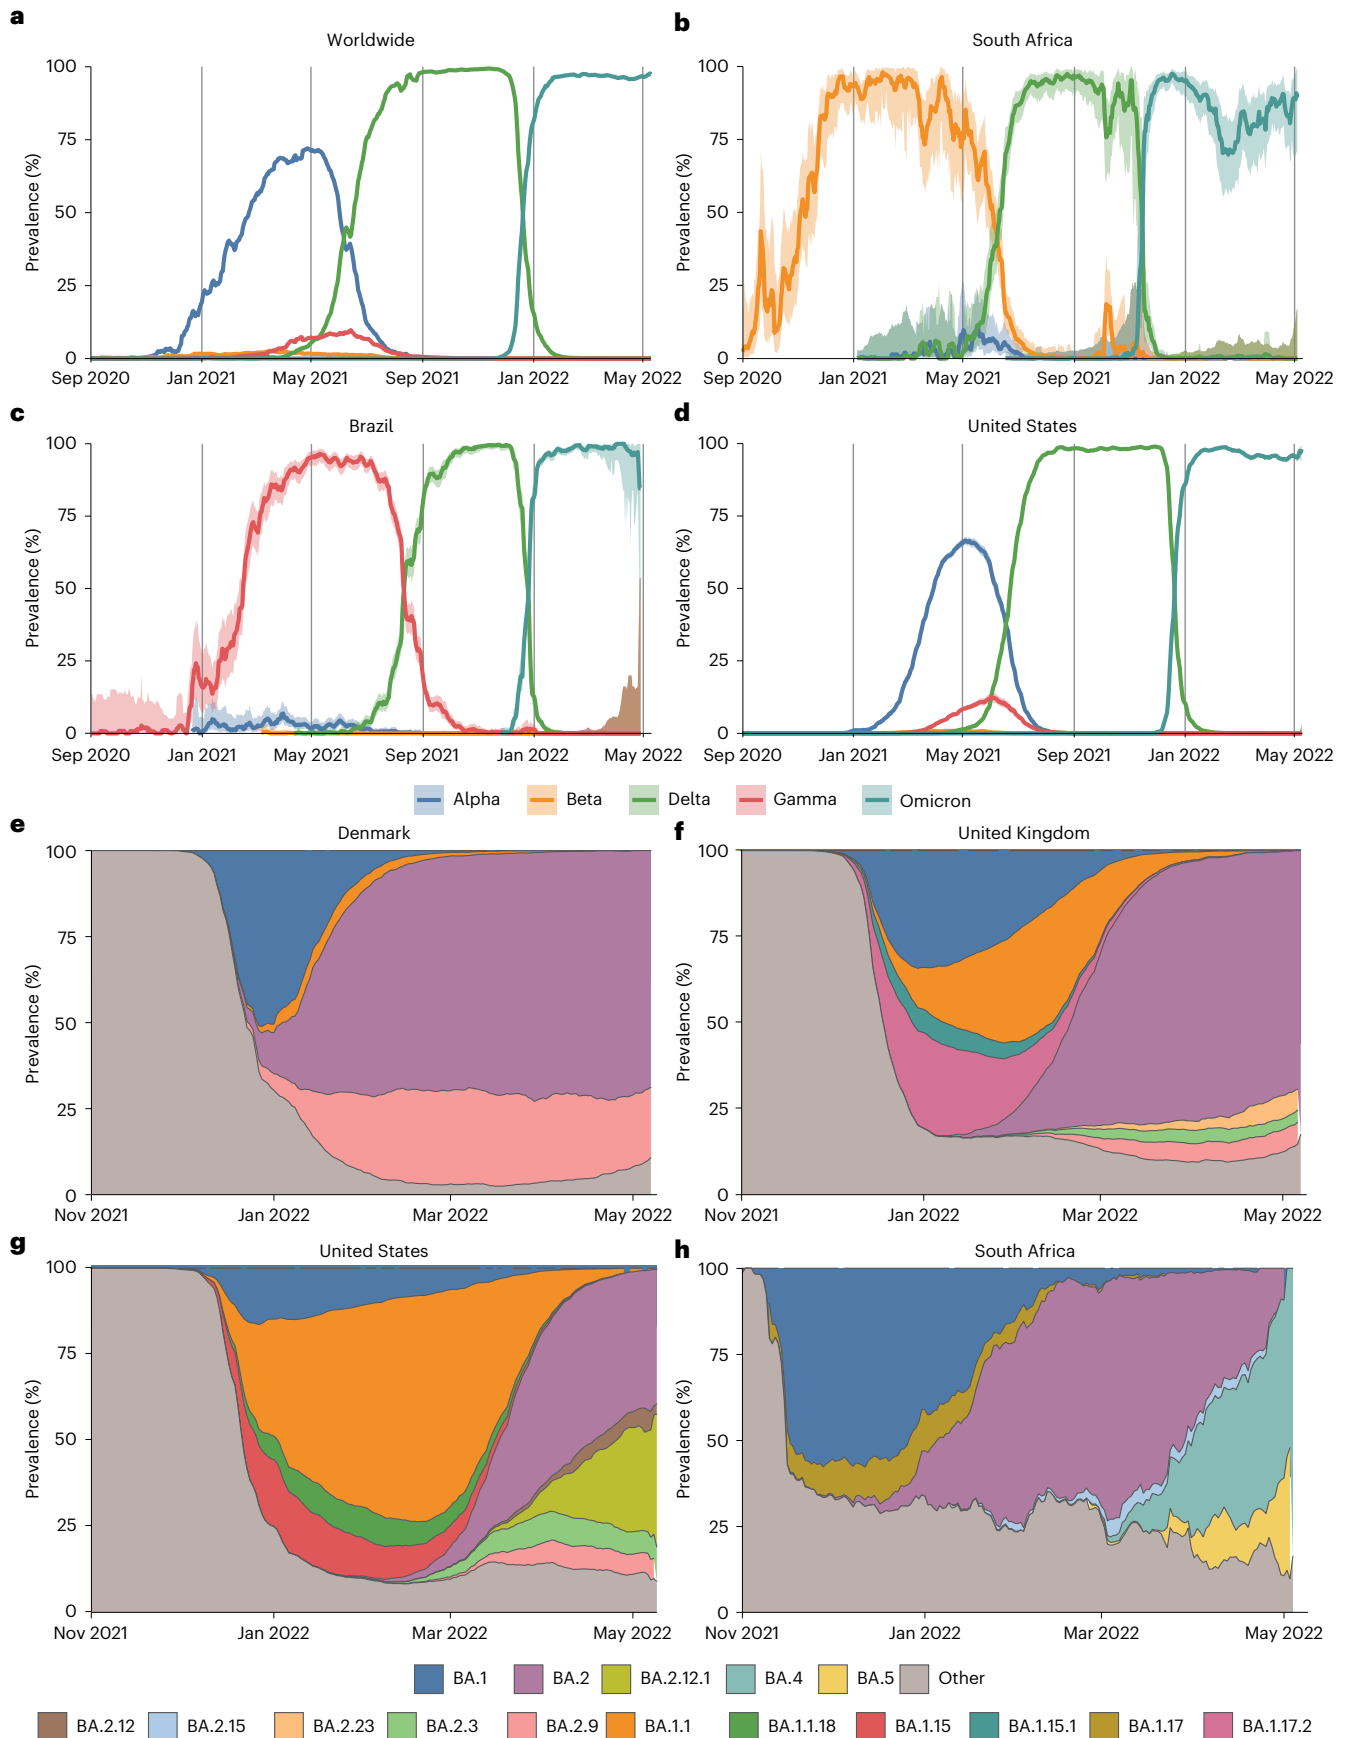 a
Worldwide
Prevalence (%)
100
75
50
25
0
Sep 2020 Jan 2021 May 2021 Sep 2021 Jan 2022 May 2022
b
South Africa
Prevalence (%)
100
75
50
25
0
Sep 2020 Jan 2021 May 2021 Sep 2021 Jan 2022 May 2022
c
Brazil
Prevalence (%)
100
75
50
25
0
Sep 2020 Jan 2021 May 2021 Sep 2021 Jan 2022 May 2022
d
United States
Prevalence (%)
100
75
50
25
0
Sep 2020 Jan 2021 May 2021 Sep 2021 Jan 2022 May 2022
Alpha Beta Delta Gamma Omicron
e
Denmark
Prevalence (%)
100
75
50
25
0
Nov 2021 Jan 2022 Mar 2022 May 2022
f
United Kingdom
Prevalence (%)
100
75
50
25
0
Nov 2021 Jan 2022 Mar 2022 May 2022
g
United States
Prevalence (%)
100
75
50
25
0
Nov 2021 Jan 2022 Mar 2022 May 2022
h
South Africa
Prevalence (%)
100
75
50
25
0
Nov 2021 Jan 2022 Mar 2022 May 2022
BA.1 BA.2 BA.2.12.1 BA.4 BA.5 Other
BA.2.12 BA.2.15 BA.2.23 BA.2.3 BA.2.9 BA.1.1 BA.1.1.18 BA.1.15 BA.1.15.1 BA.1.17 BA.1.17.2